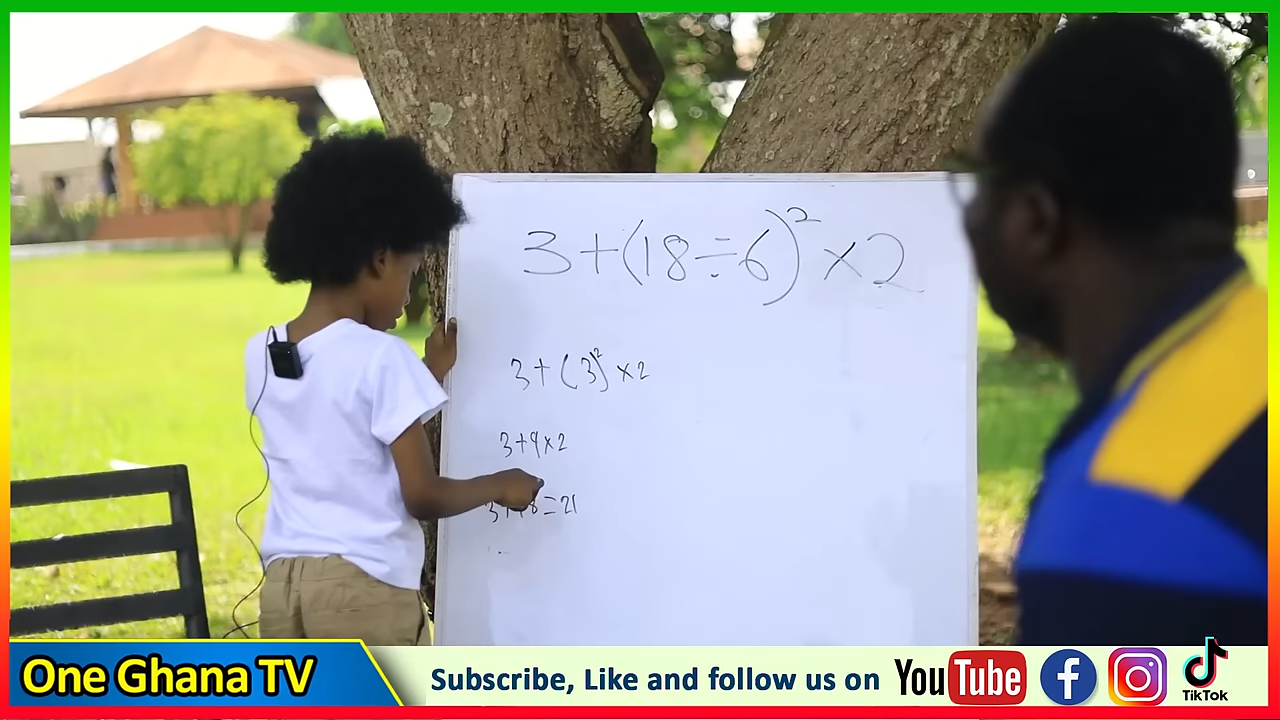 3+(18÷6)²×2
3+(3)²×2
3+9×2
3+18=21
One Ghana TV
Subscribe, Like and follow us on YouTube
TikTok